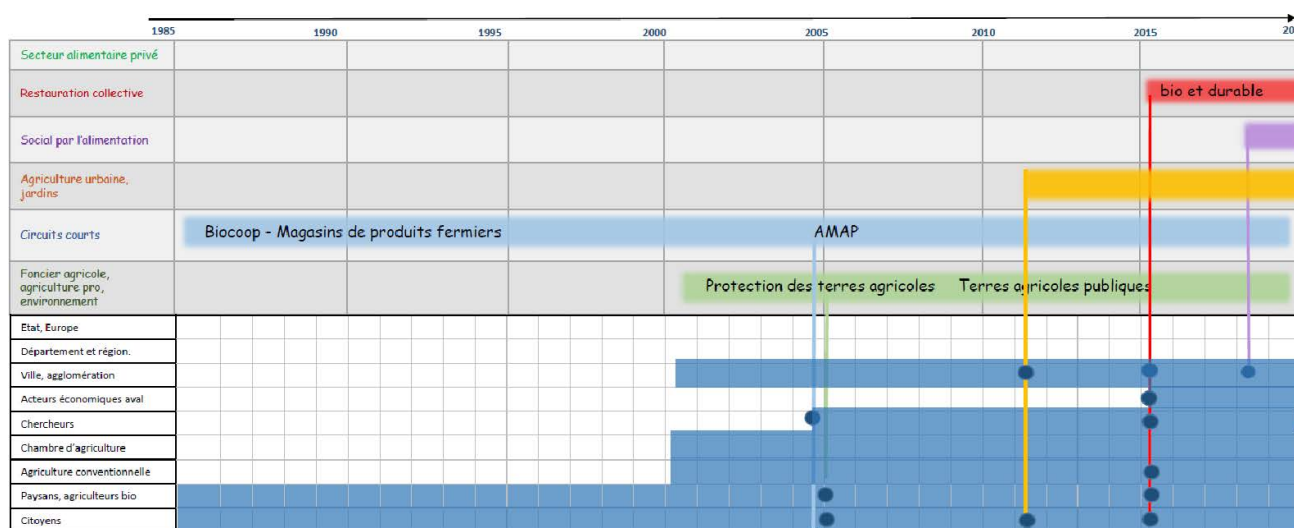 1985 1990 1995 2000 2005 2010 2015 20
Secteur alimentaire privé
Restauration collective
bio et durable
Social par l'alimentation
Agriculture urbaine,
jardins
Circuits courts
Biocoop - Magasins de produits fermiers
AMAP
Foncier agricole,
agriculture pro,
environnement
Protection des terres agricoles
Terres agricoles publiques
Etat, Europe
Département et région.
Ville, agglomération
Acteurs économiques aval
Chercheurs
Chambre d'agriculture
Agriculture conventionnelle
Paysans, agriculteurs bio
Citoyens